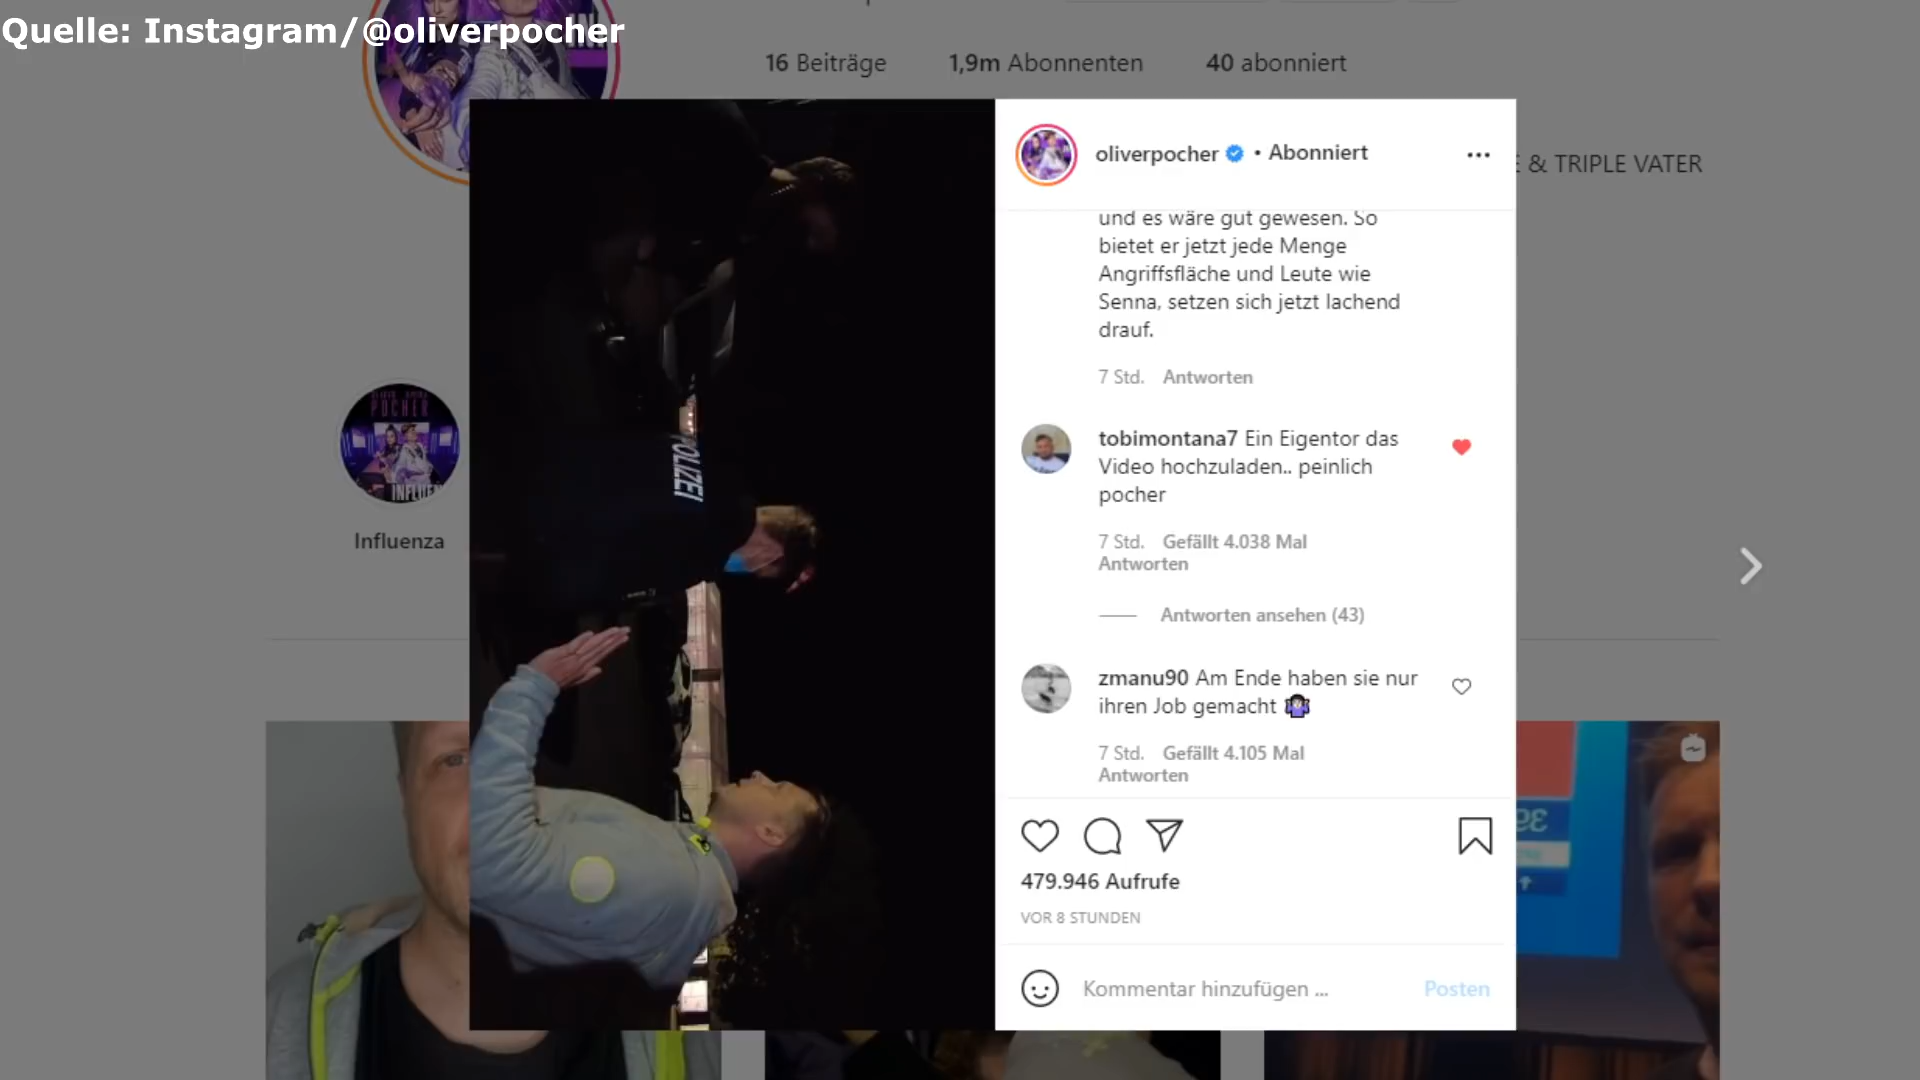 Quelle: Instagram/@oliverpocher
16 Beiträge 1,9m Abonnenten 40 abonniert
& TRIPLE VATER
POCHER
Influenza
POLIZEI
oliverpocher • Abonniert
und es wäre gut gewesen. So
bietet er jetzt jede Menge
Angriffsfläche und Leute wie
Senna, setzen sich jetzt lachend
drauf.
7 Std. Antworten
tobimontana7 Ein Eigentor das
Video hochzuladen.. peinlich
pocher
7 Std. Gefällt 4.038 Mal
Antworten
Antworten ansehen (43)
zmanu90 Am Ende haben sie nur
ihren Job gemacht 🤷🏻‍♀️
7 Std. Gefällt 4.105 Mal
Antworten
479.946 Aufrufe
VOR 8 STUNDEN
Kommentar hinzufügen ... Posten